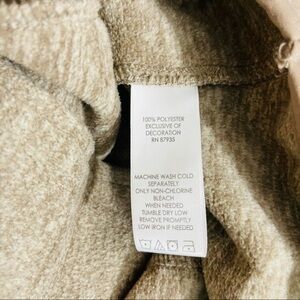 100% POLYESTER
EXCLUSIVE OF
DECORATION
RN 87935
MACHINE WASH COLD
SEPARATELY
ONLY NON-CHLORINE
BLEACH
WHEN NEEDED
TUMBLE DRY LOW
REMOVE PROMPTLY
LOW IRON IF NEEDED